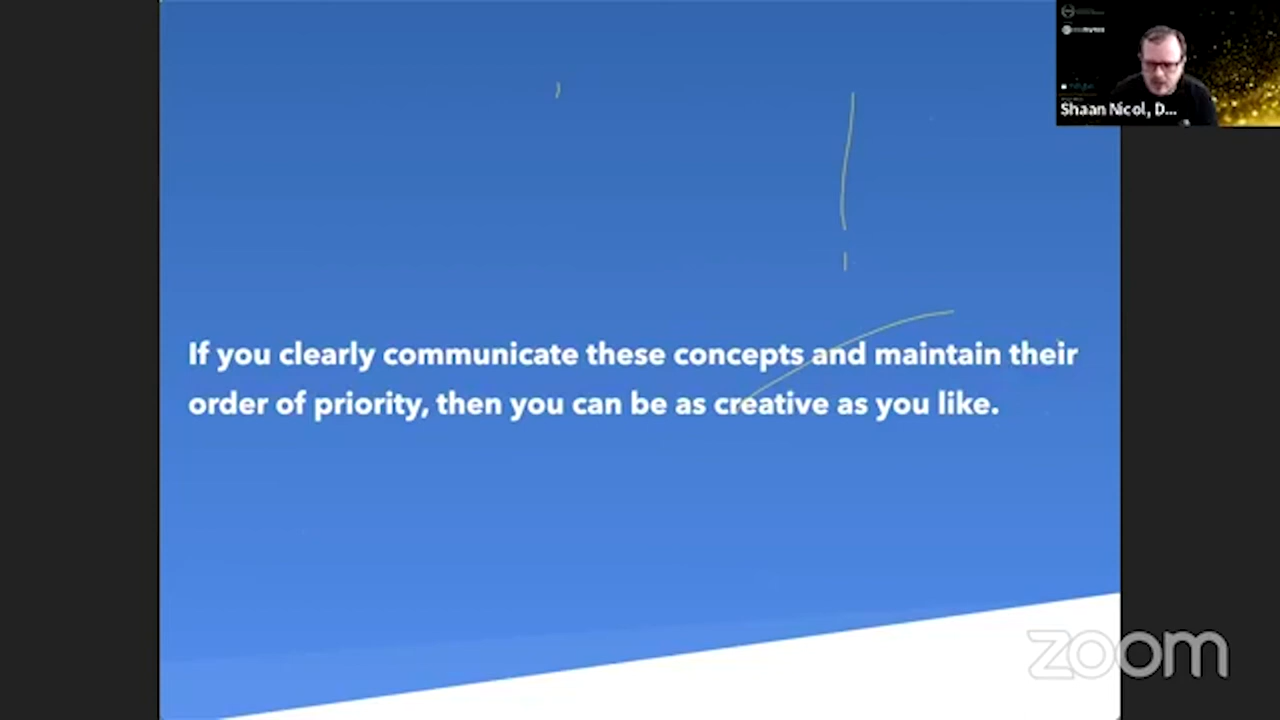 Shaan Nicol, D...
If you clearly communicate these concepts and maintain their
order of priority, then you can be as creative as you like.
zoom